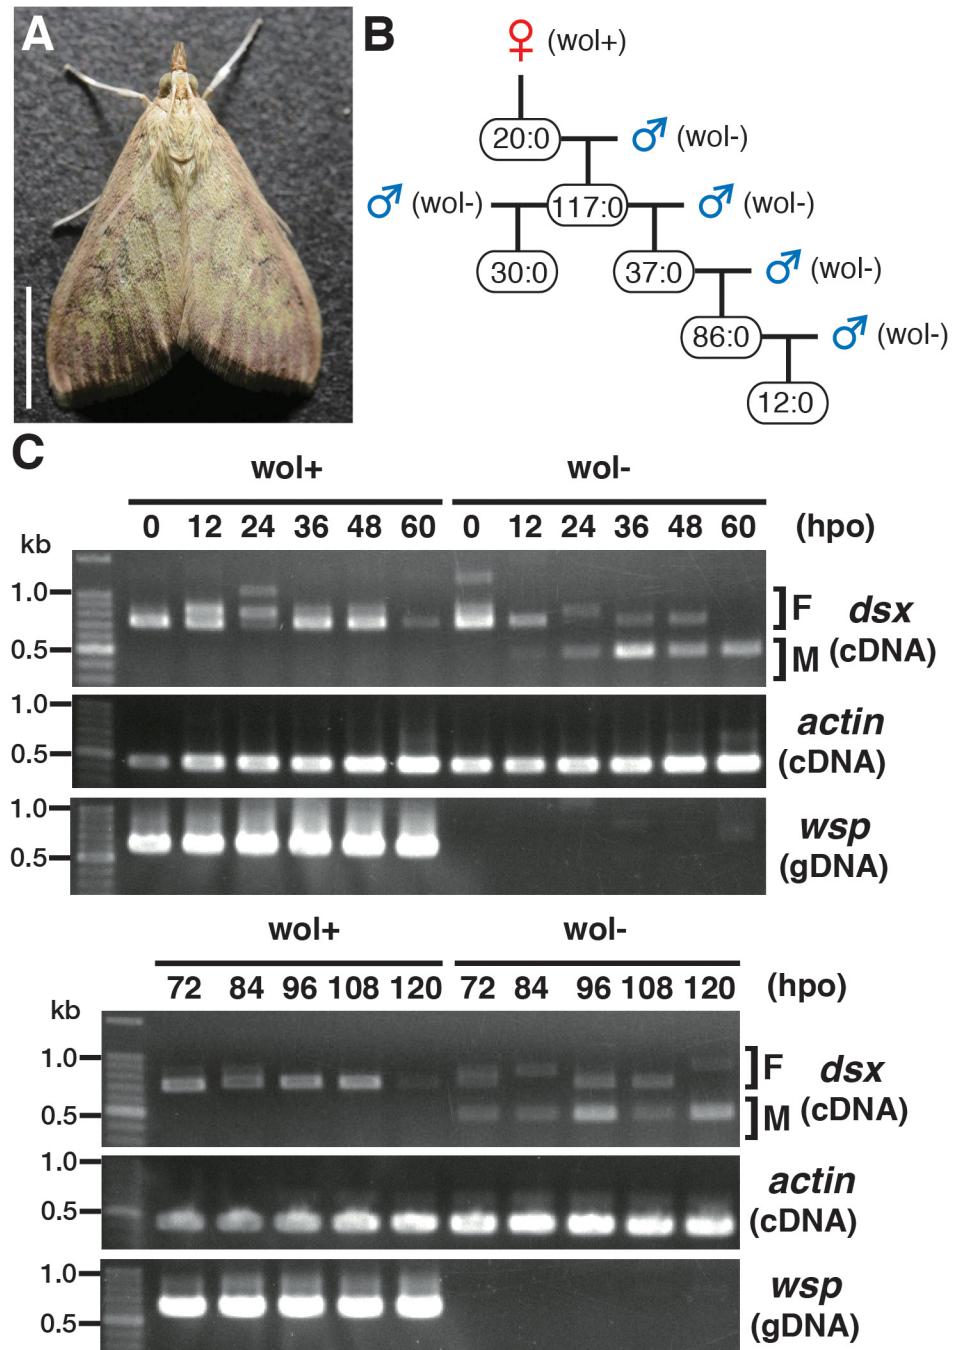 A
B
♀ (wol+)
20:0 ♂ (wol-)
♂ (wol-) 117:0 ♂ (wol-)
30:0 37:0 ♂ (wol-)
86:0 ♂ (wol-)
12:0
C
wol+ wol-
0 12 24 36 48 60 0 12 24 36 48 60 (hpo)
kb
1.0 F dsx
0.5 M (cDNA)
1.0 actin
0.5 (cDNA)
1.0 wsp
0.5 (gDNA)
wol+ wol-
72 84 96 108 120 72 84 96 108 120 (hpo)
kb
1.0 F dsx
0.5 M (cDNA)
1.0 actin
0.5 (cDNA)
1.0 wsp
0.5 (gDNA)